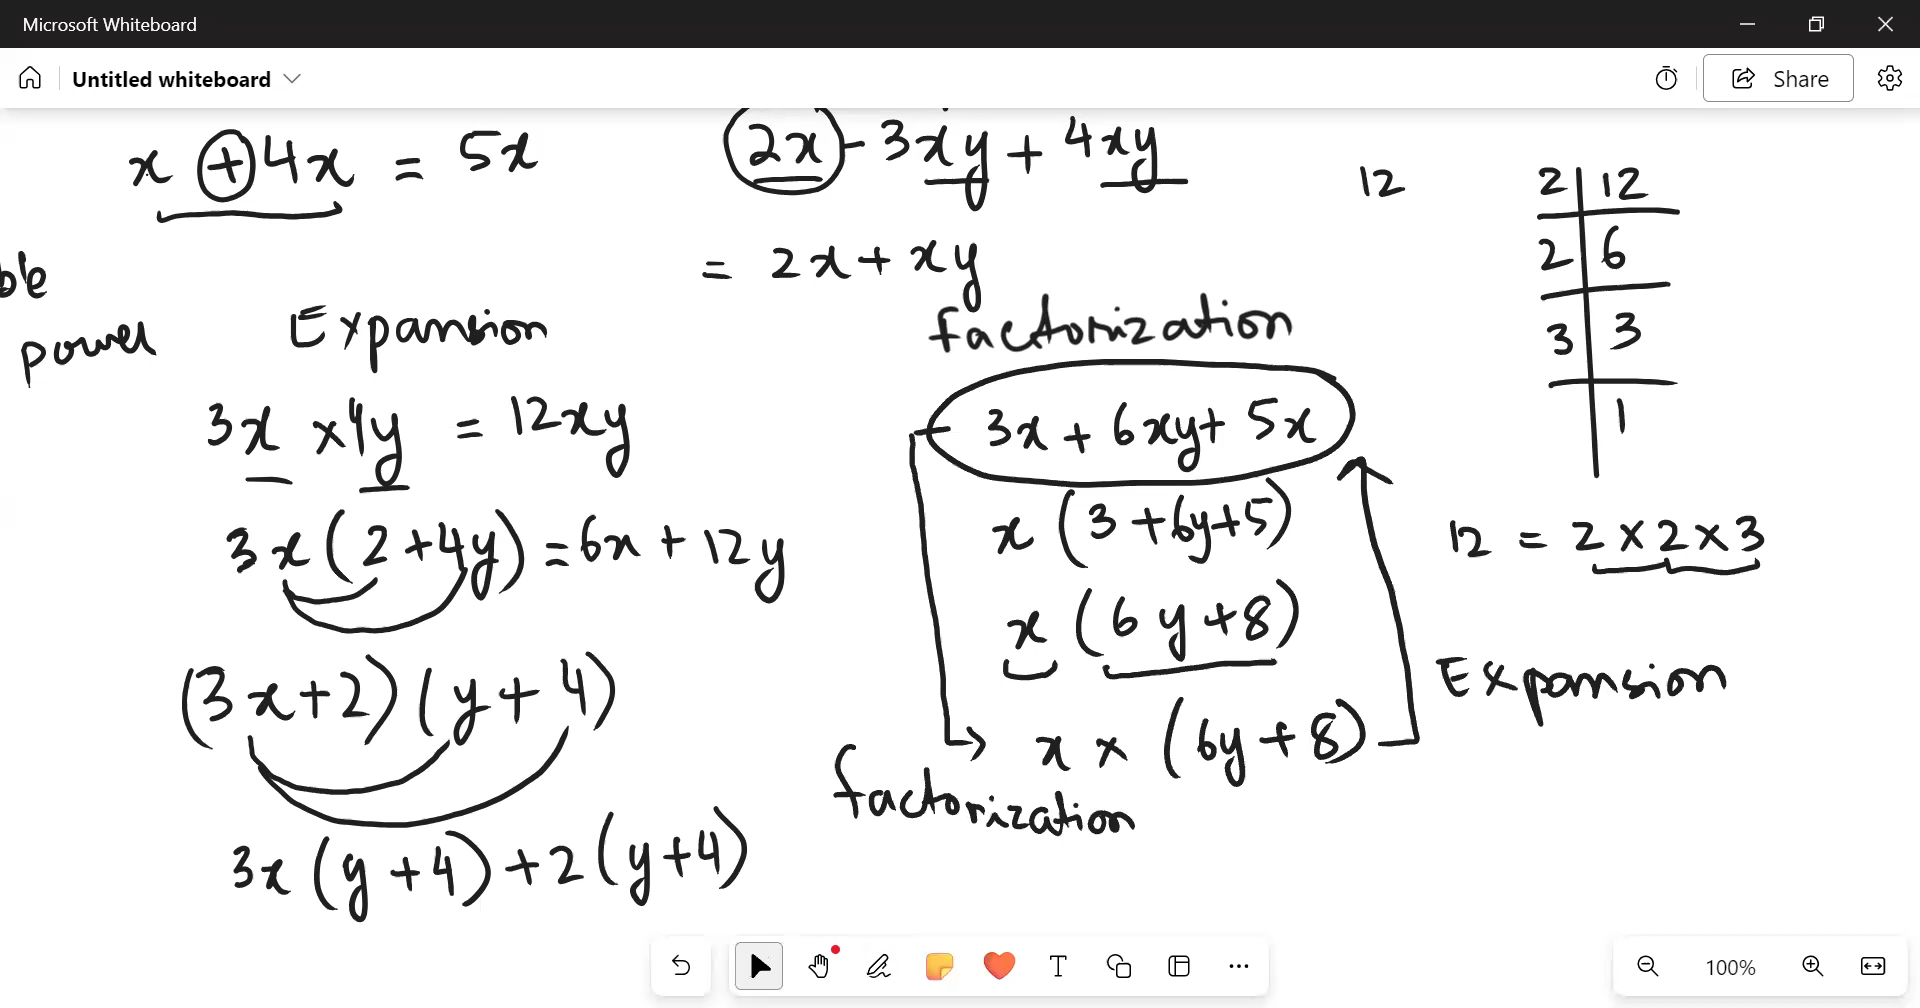 Microsoft Whiteboard
Untitled whiteboard
Share
x + 4x = 5x
2x - 3xy + 4xy
= 2x + xy
12
2 | 12
2 | 6
3 | 3
1
12 = 2 × 2 × 3
power
Expansion
3x × 4y = 12xy
3x (2 + 4y) = 6x + 12y
(3x + 2) (y + 4)
3x (y + 4) + 2 (y + 4)
factorization
3x + 6xy + 5x
x (3 + 6y + 5)
x (6y + 8)
x × (6y + 8)
factorization
Expansion
T
100%